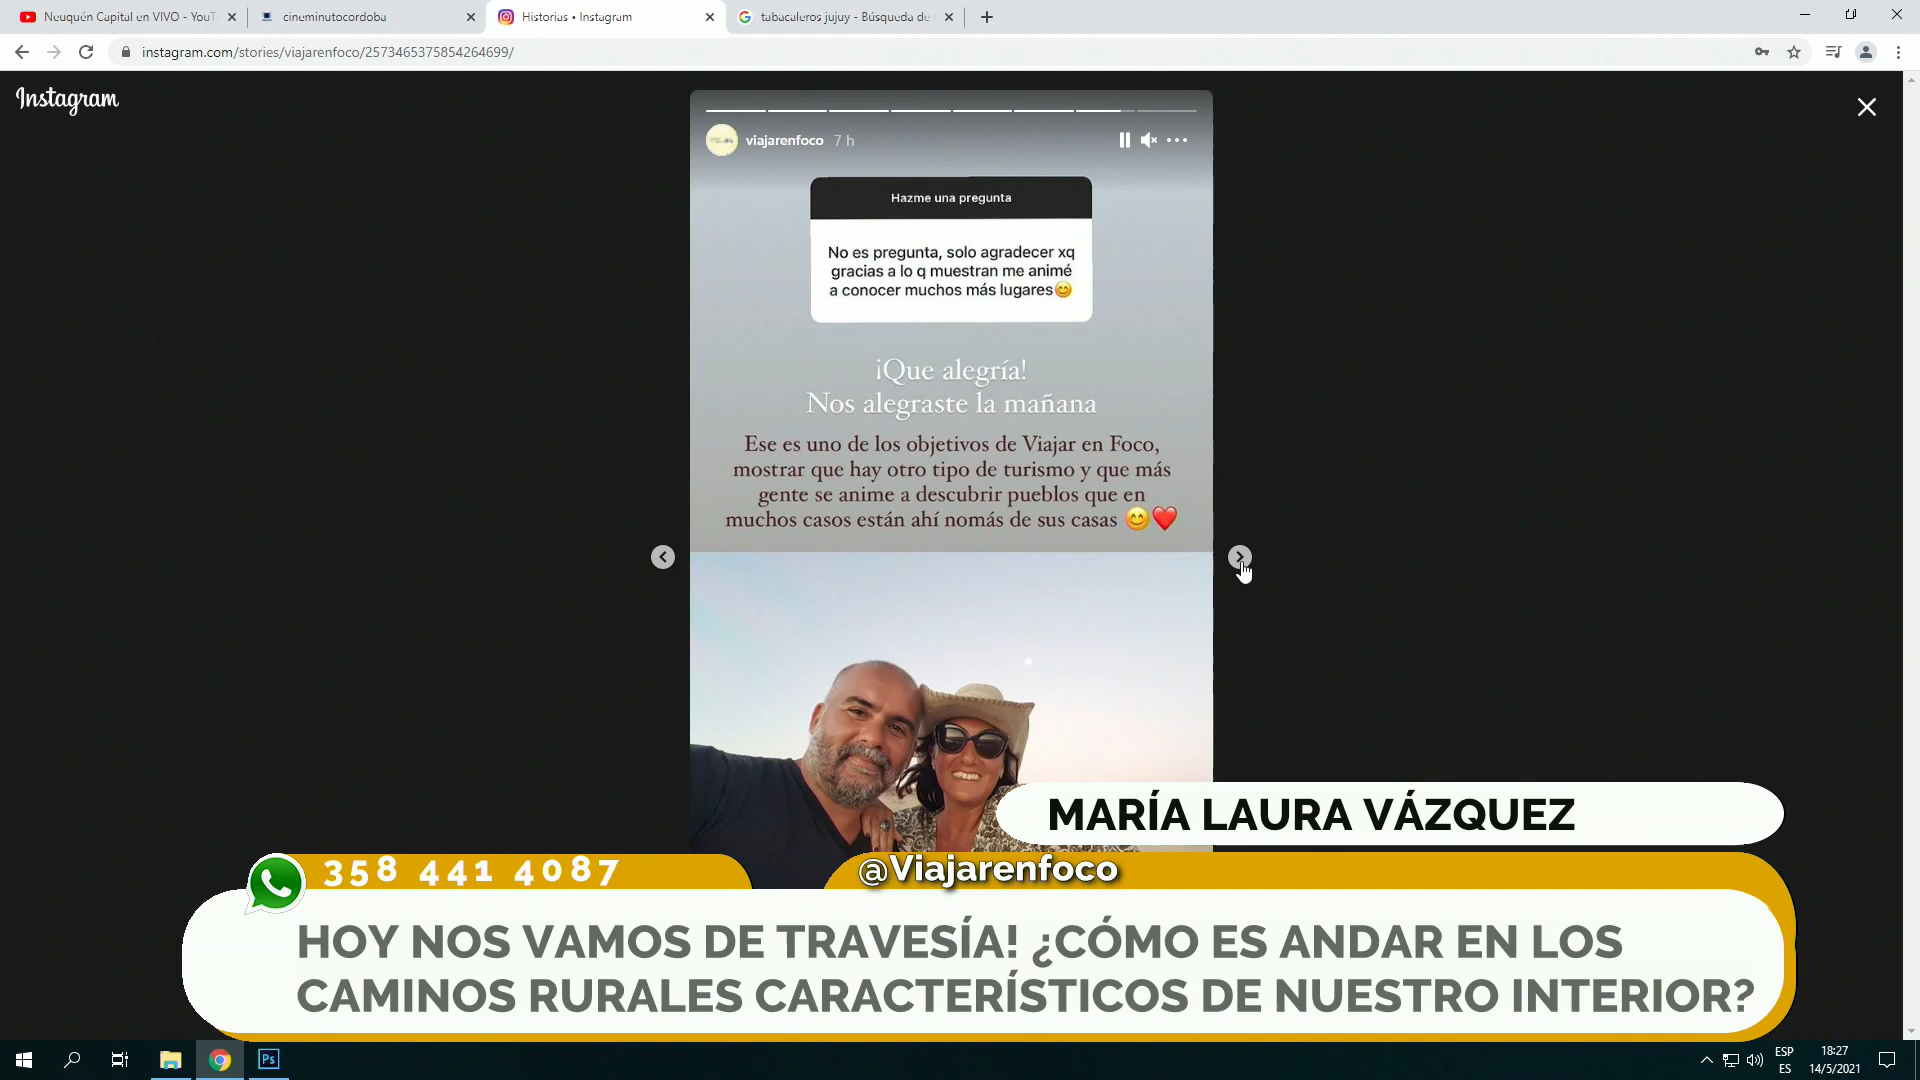 Neuquén Capital en VIVO - YouT
cineminutocordoba
Historias • Instagram
tabacaleros jujuy - Búsqueda de
instagram.com/stories/viajarenfoco/2573465375854264699/
Instagram
viajarenfoco 7 h
Hazme una pregunta
No es pregunta, solo agradecer xq
gracias a lo q muestran me animé
a conocer muchos más lugares😊
¡Que alegría!
Nos alegraste la mañana
Ese es uno de los objetivos de Viajar en Foco,
mostrar que hay otro tipo de turismo y que más
gente se anime a descubrir pueblos que en
muchos casos están ahí nomás de sus casas 😊❤️
MARÍA LAURA VÁZQUEZ
358 441 4087
@Viajarenfoco
HOY NOS VAMOS DE TRAVESÍA! ¿CÓMO ES ANDAR EN LOS
CAMINOS RURALES CARACTERÍSTICOS DE NUESTRO INTERIOR?
Ps
ESP
ES
18:27
14/5/2021